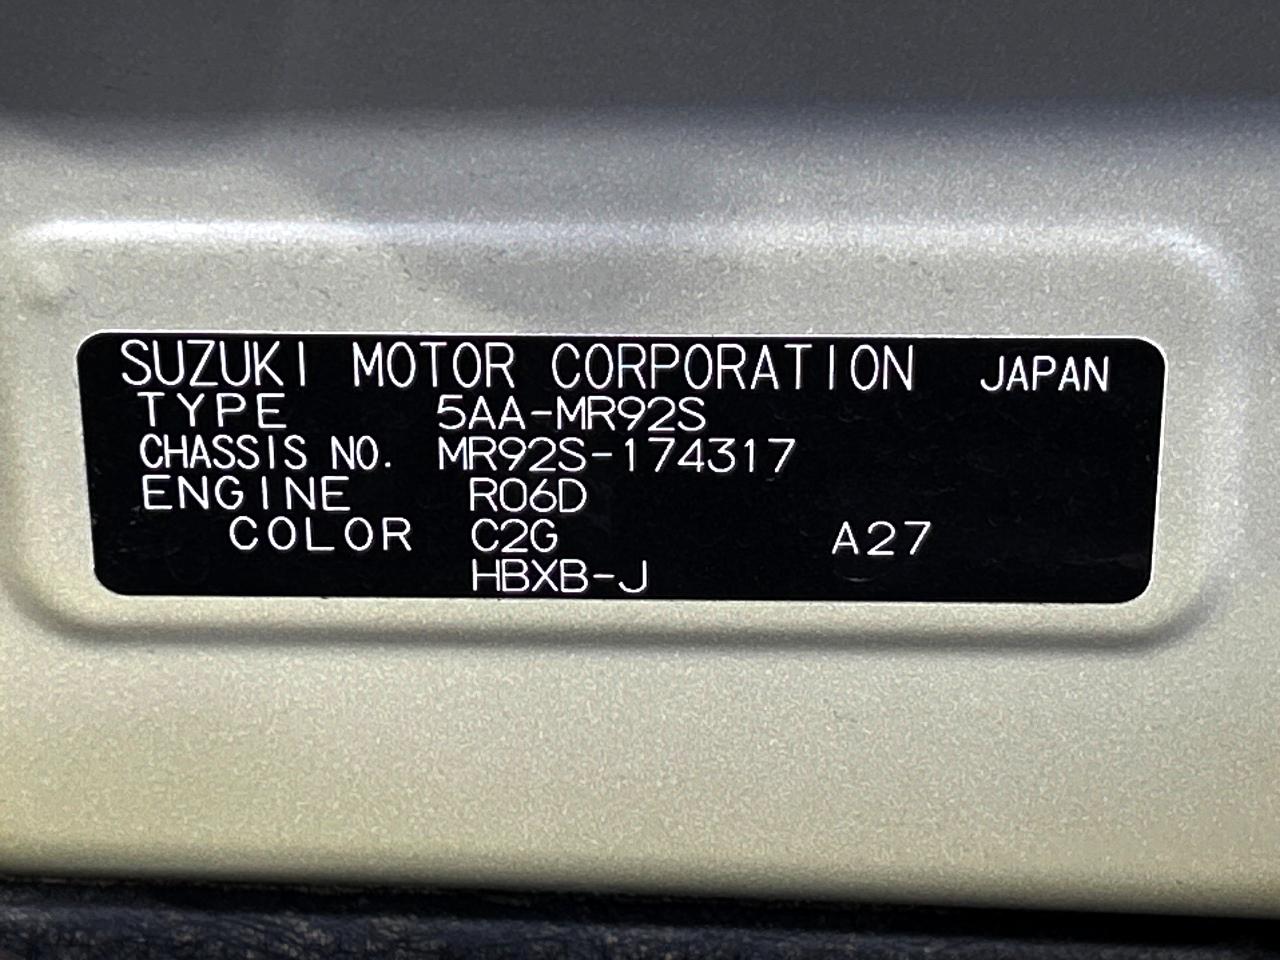 SUZUKI MOTOR CORPORATION JAPAN
TYPE 5AA-MR92S
CHASSIS NO. MR92S-174317
ENGINE R06D
COLOR C2G A27
HBXB-J